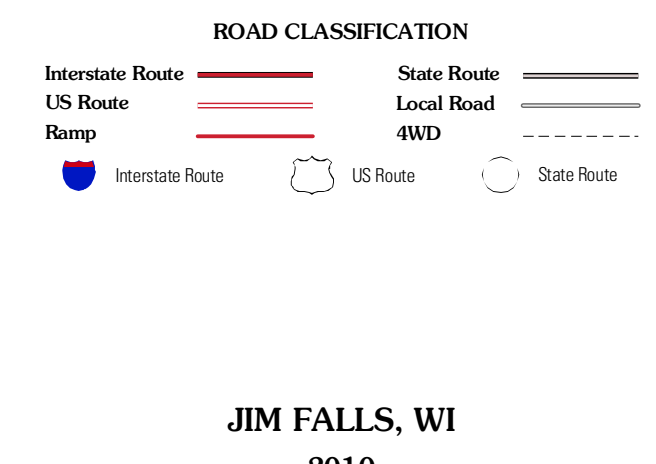 ROAD CLASSIFICATION
Interstate Route State Route
US Route Local Road
Ramp 4WD
Interstate Route US Route State Route
JIM FALLS, WI
2010